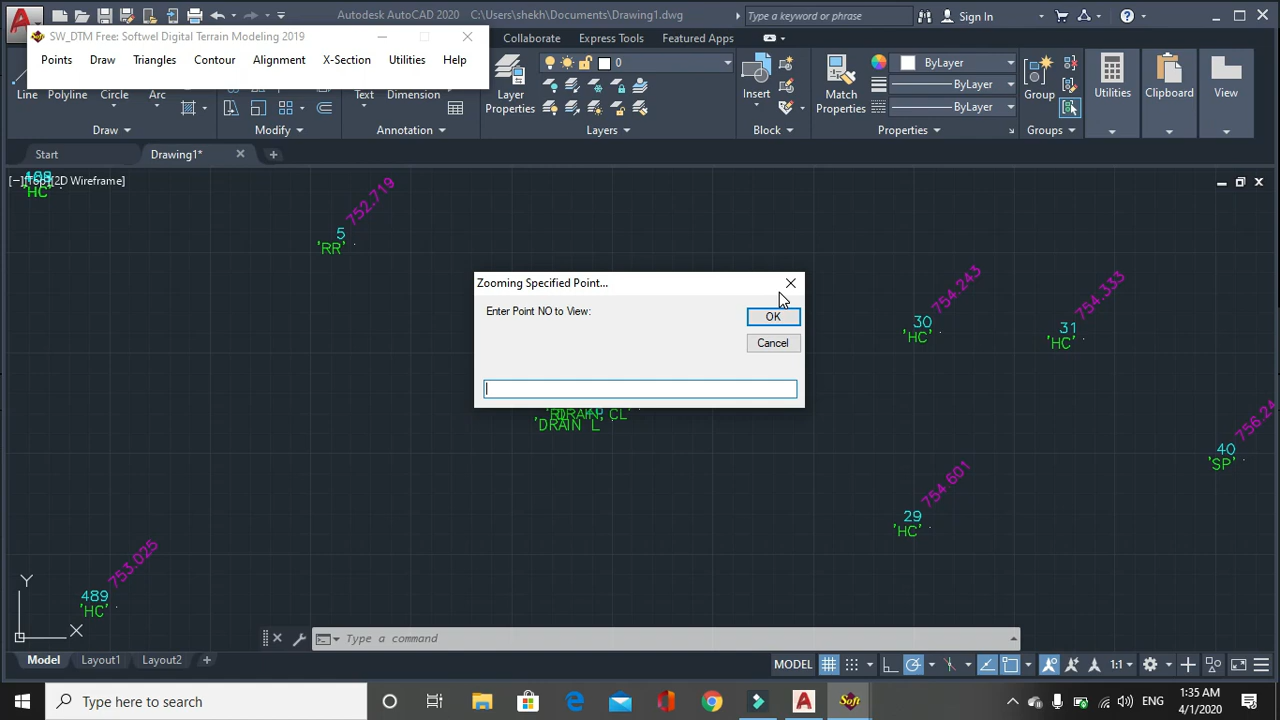 Autodesk AutoCAD 2020 C:\Users\shekh\Documents\Drawing1.dwg
Type a keyword or phrase
Sign In
SW_DTM Free: Softwel Digital Terrain Modeling 2019
Collaborate Express Tools Featured Apps
Points Draw Triangles Contour Alignment X-Section Utilities Help
0
ByLayer
ByLayer
ByLayer
Line Polyline Circle Arc
Text Dimension
Layer Properties
Insert
Match Properties
Group
Utilities
Clipboard
View
Draw Modify Annotation Layers Block Properties Groups
Start Drawing1*
[−][Top][2D Wireframe]
'HC'
752.719
5
'RR'
Zooming Specified Point...
Enter Point NO to View:
OK
Cancel
754.243
30
'HC'
754.333
31
'HC'
'DRAIN L'
DRAIN CL
756.24
40
'SP'
754.601
29
'HC'
753.025
489
'HC'
Y
X
Type a command
Model Layout1 Layout2
MODEL
1:1
Type here to search
Soft
ENG
1:35 AM
4/1/2020